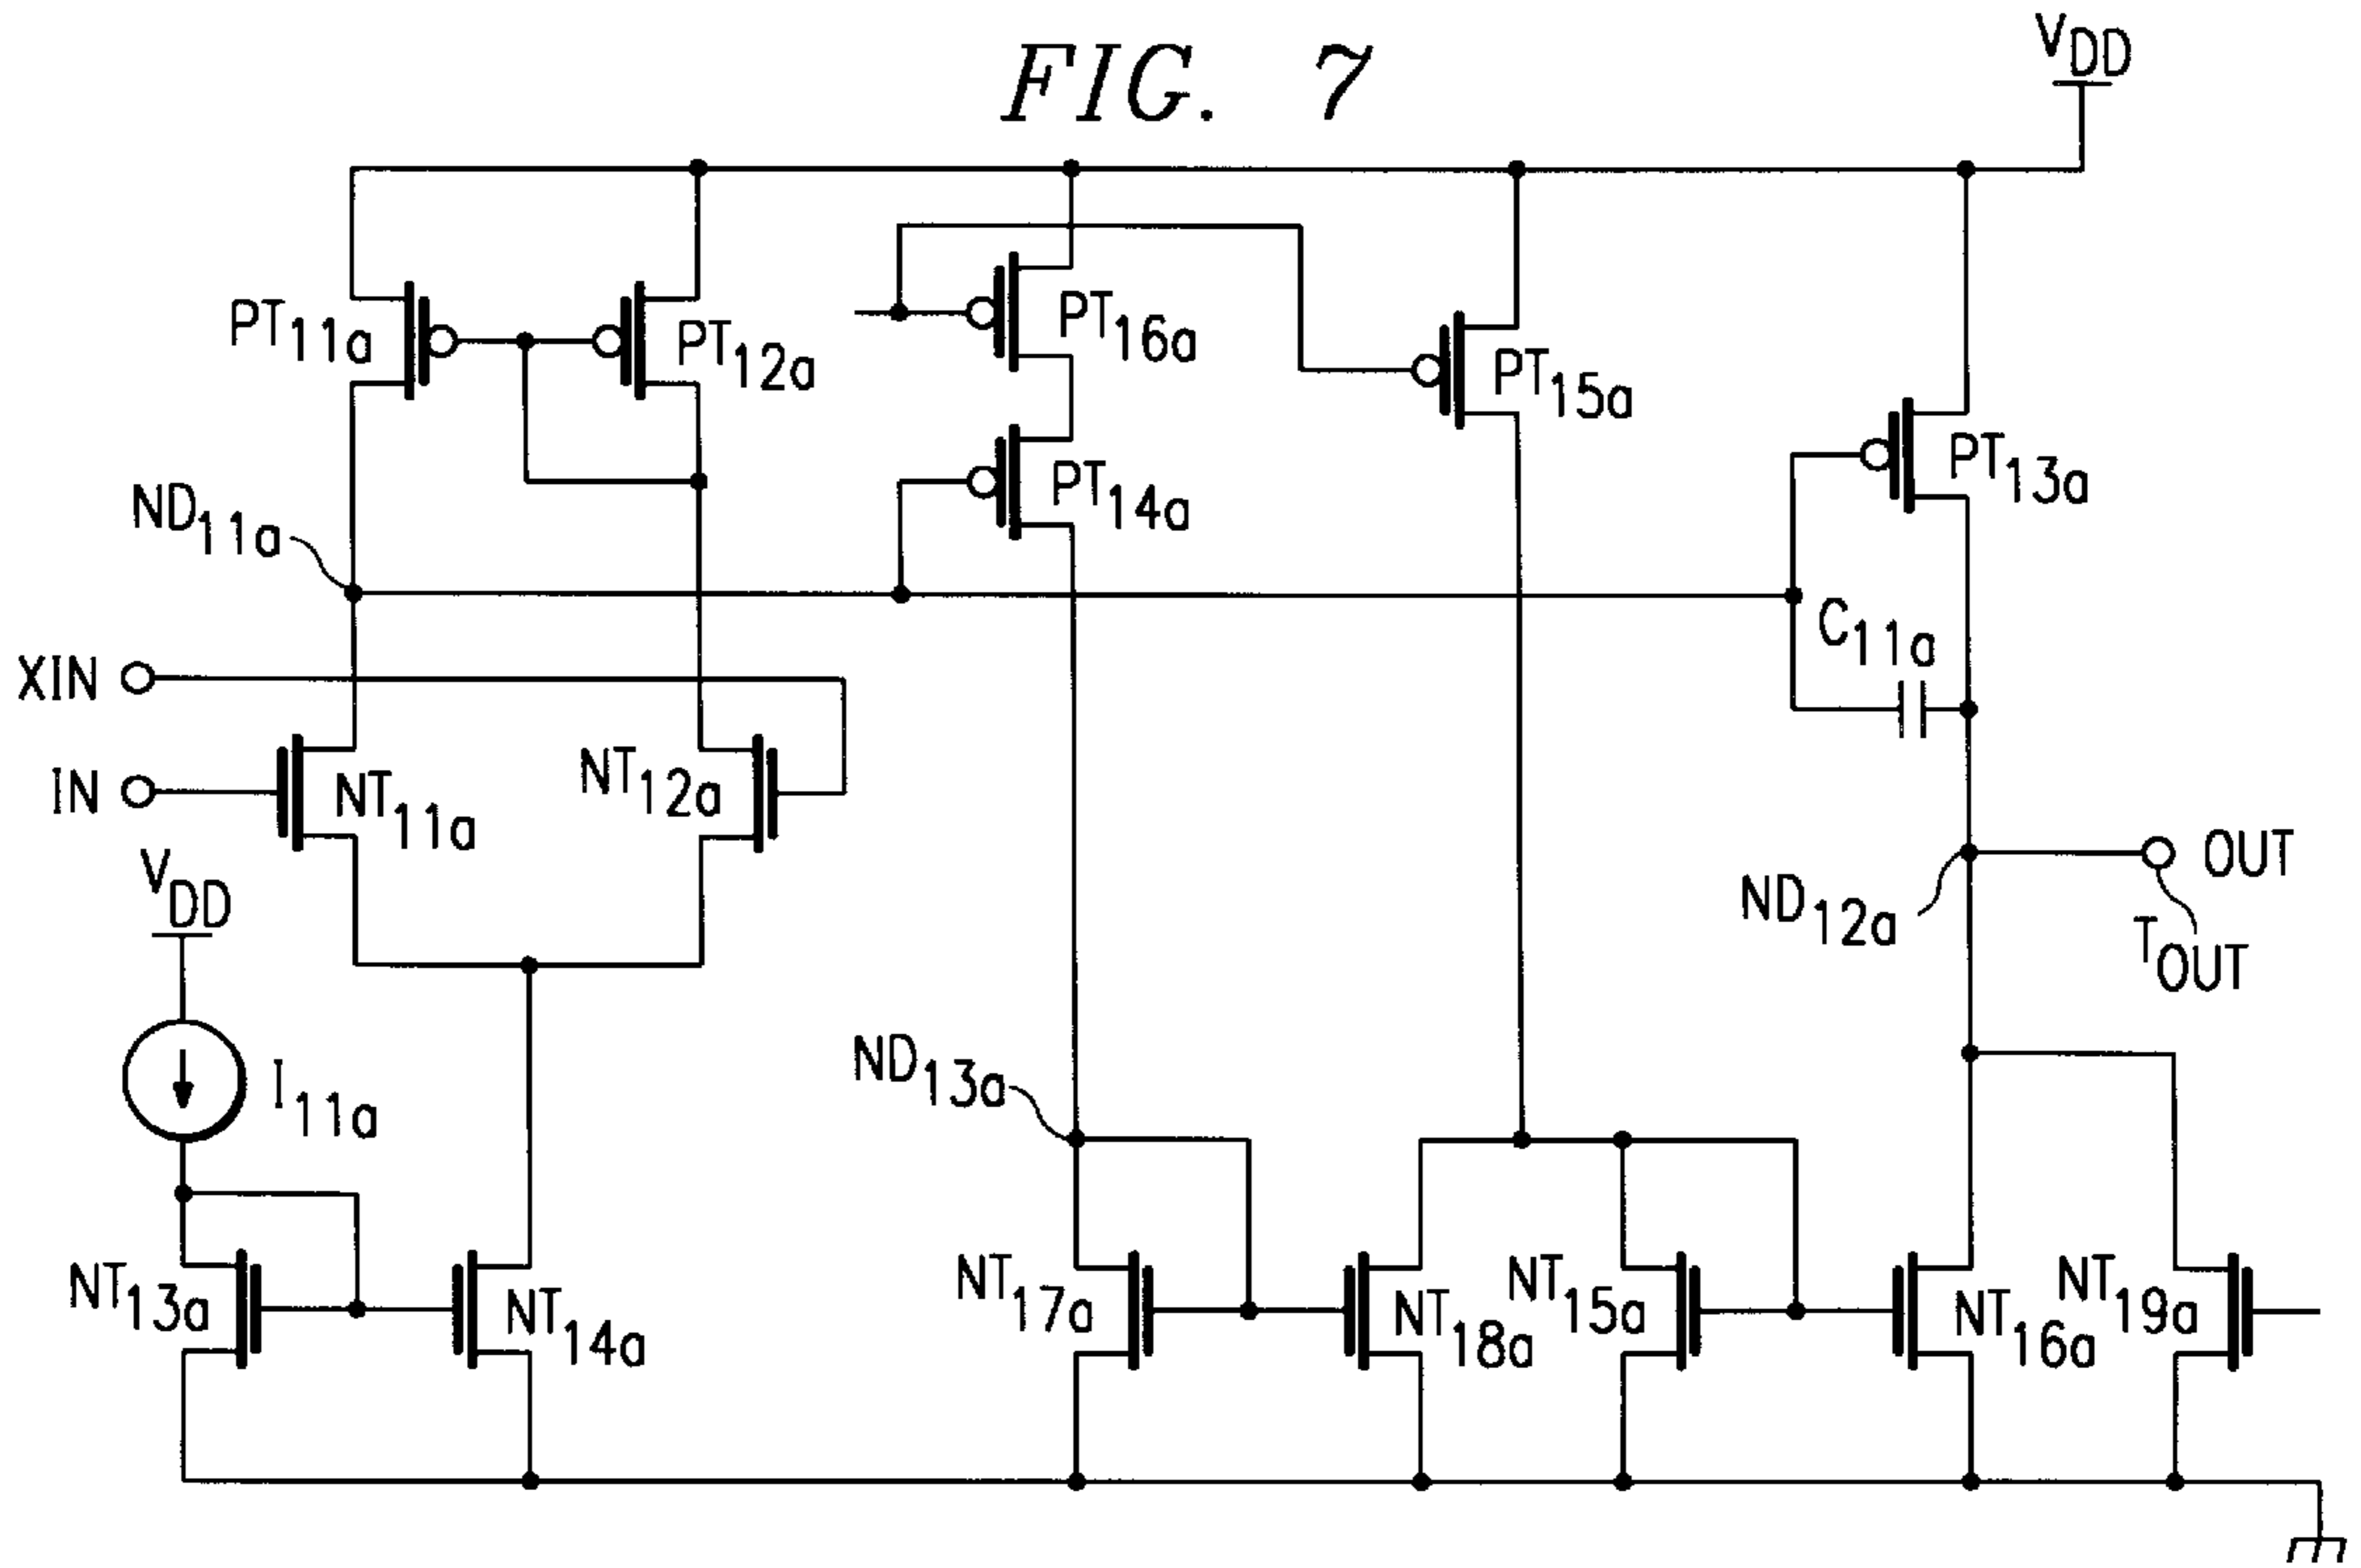 FIG. 7
VDD
PT11a
PT12a
PT16a
PT15a
PT14a
PT13a
ND11a
C11a
XIN
IN
NT11a
NT12a
VDD
OUT
ND12a
TOUT
I11a
ND13a
NT13a
NT14a
NT17a
NT18a
NT15a
NT16a
NT19a